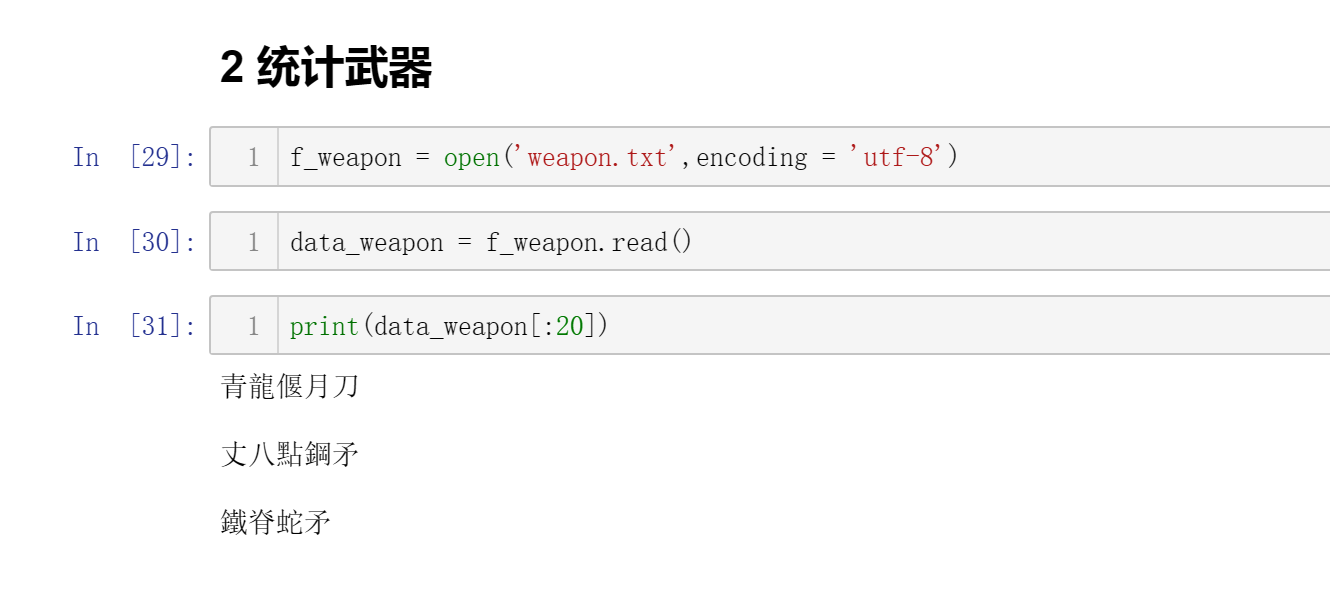 2 统计武器
In [29]: 1 f_weapon = open('weapon.txt',encoding = 'utf-8')
In [30]: 1 data_weapon = f_weapon.read()
In [31]: 1 print(data_weapon[:20])
青龍偃月刀
丈八點鋼矛
鐵脊蛇矛